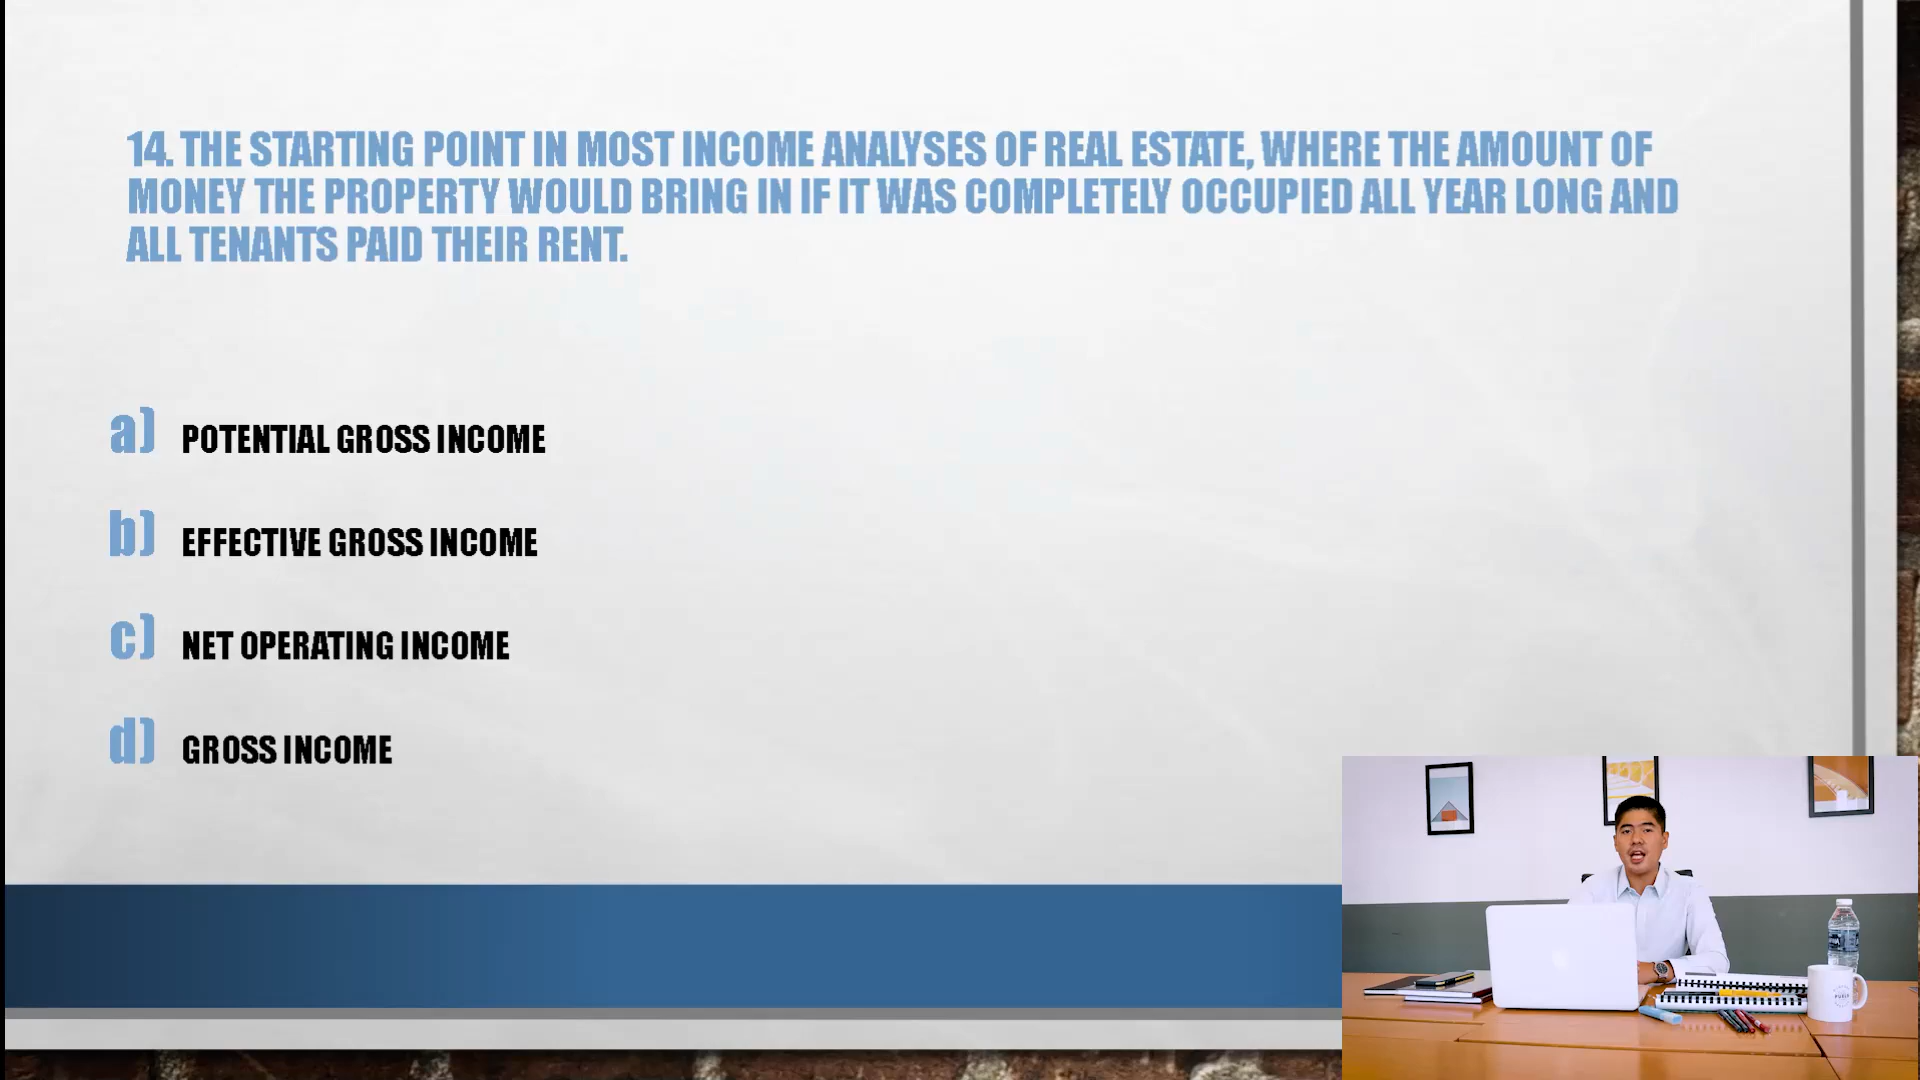 14. THE STARTING POINT IN MOST INCOME ANALYSES OF REAL ESTATE, WHERE THE AMOUNT OF
MONEY THE PROPERTY WOULD BRING IN IF IT WAS COMPLETELY OCCUPIED ALL YEAR LONG AND
ALL TENANTS PAID THEIR RENT.
a) POTENTIAL GROSS INCOME
b) EFFECTIVE GROSS INCOME
c) NET OPERATING INCOME
d) GROSS INCOME